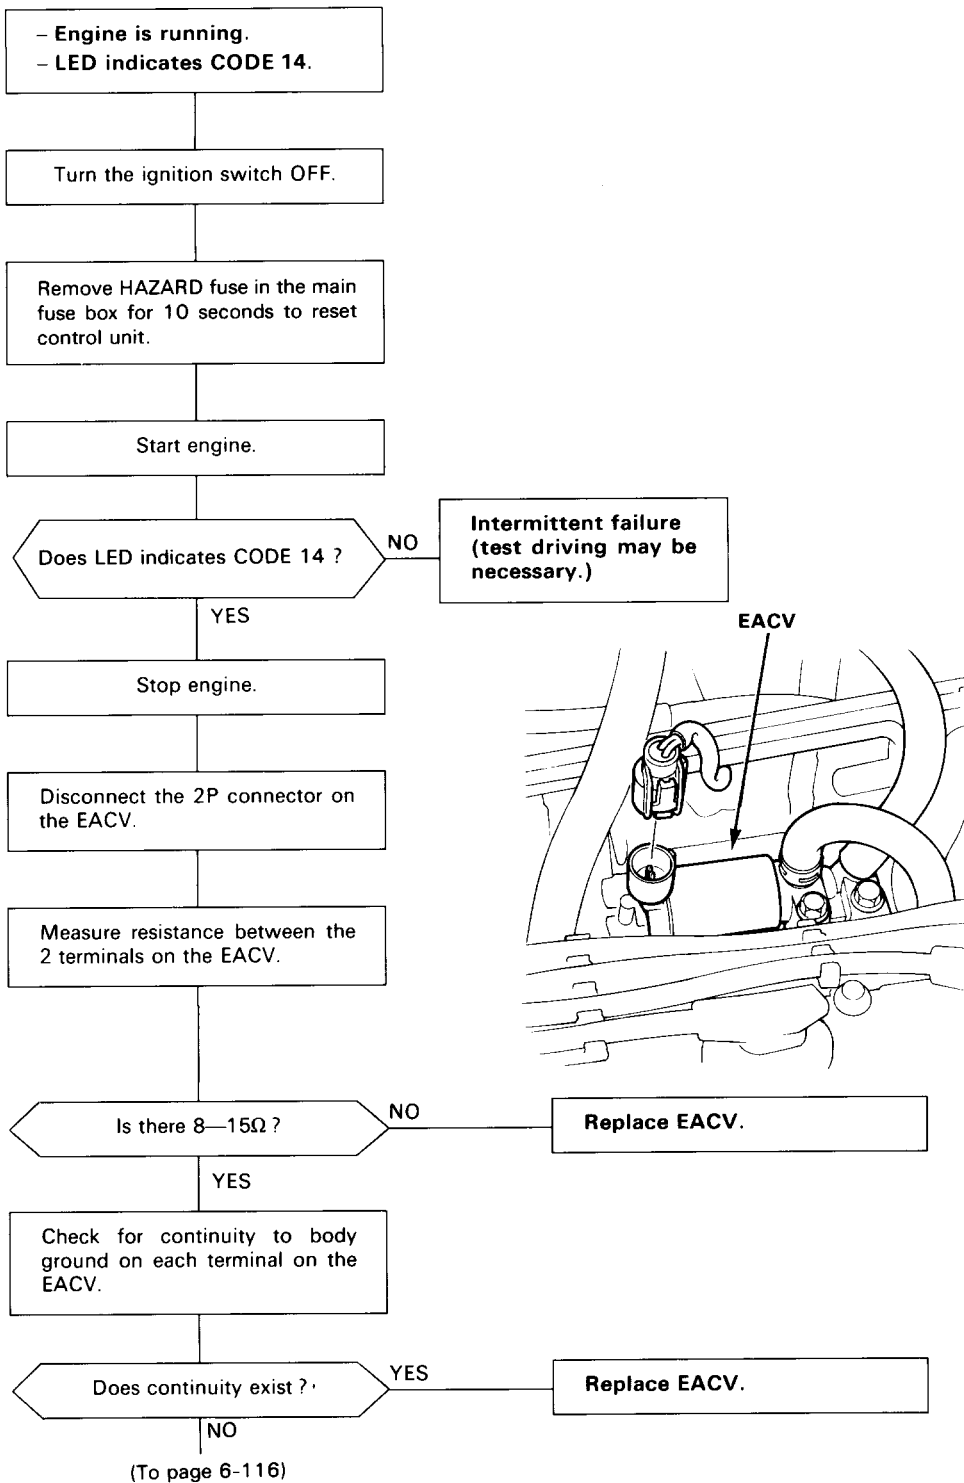 – Engine is running.
– LED indicates CODE 14.
Turn the ignition switch OFF.
Remove HAZARD fuse in the main
fuse box for 10 seconds to reset
control unit.
Start engine.
Does LED indicates CODE 14 ?
NO
Intermittent failure
(test driving may be
necessary.)
YES
EACV
Stop engine.
Disconnect the 2P connector on
the EACV.
Measure resistance between the
2 terminals on the EACV.
Is there 8—15Ω ?
NO
Replace EACV.
YES
Check for continuity to body
ground on each terminal on the
EACV.
Does continuity exist ?
YES
Replace EACV.
NO
(To page 6-116)